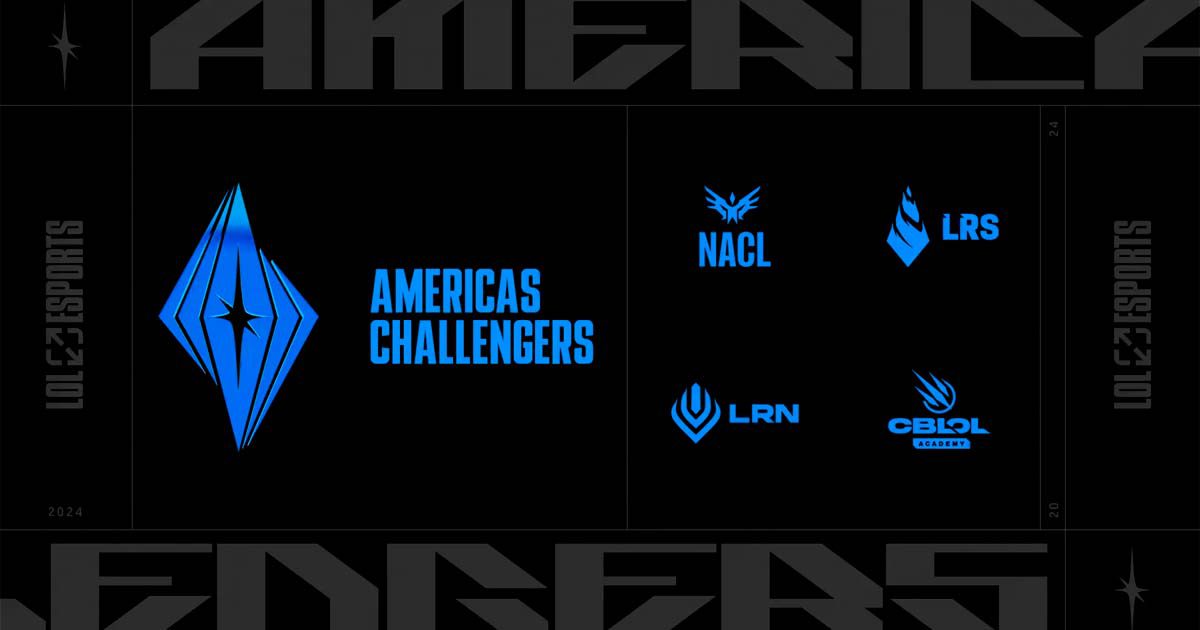 AMERICA
LOL ESPORTS
2024
AMERICAS
CHALLENGERS
NACL
LRS
LRN
CBLOL
ACADEMY
24
20
LOL ESPORTS
ENGERS